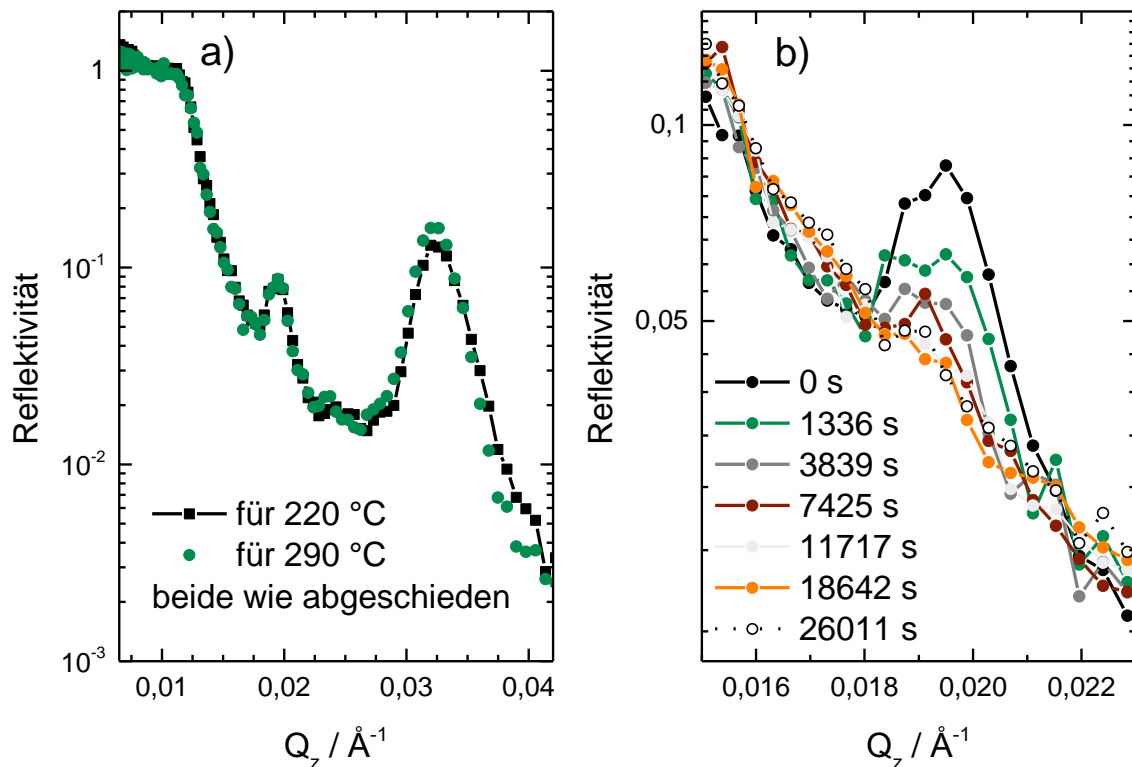 a)
Reflektivität
1
10⁻¹
10⁻²
10⁻³
für 220 °C
für 290 °C
beide wie abgeschieden
0,01
0,02
0,03
0,04
Q_z / Å⁻¹
b)
Reflektivität
0,1
0,05
0 s
1336 s
3839 s
7425 s
11717 s
18642 s
26011 s
0,016
0,018
0,020
0,022
Q_z / Å⁻¹